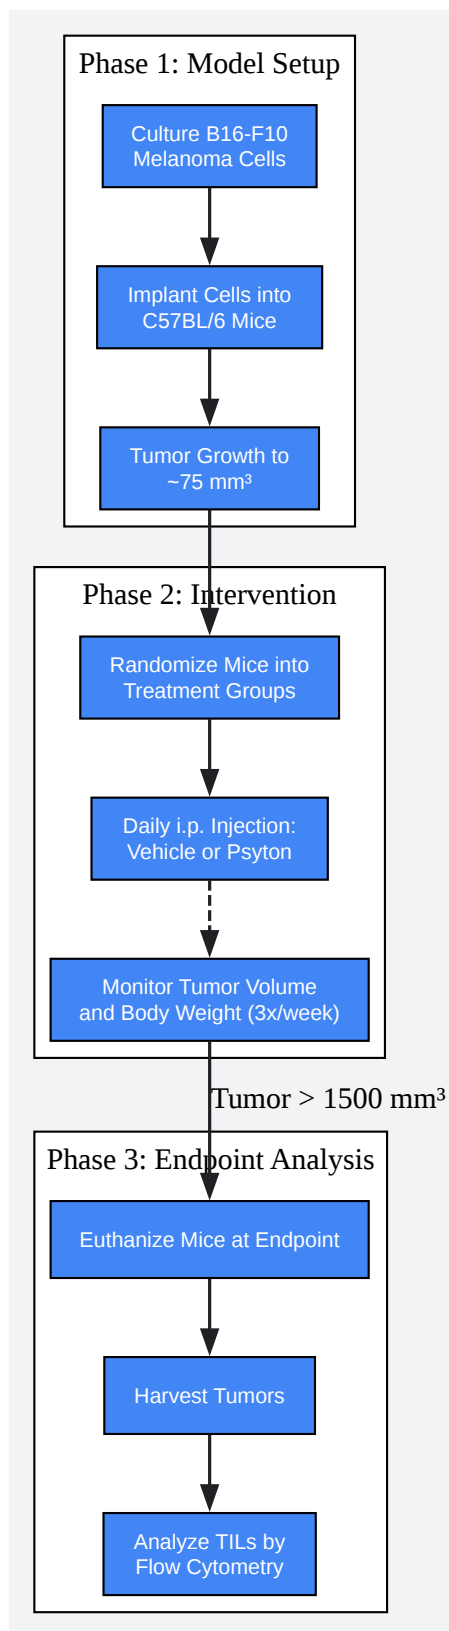 Phase 1: Model Setup
Culture B16-F10
Melanoma Cells
Implant Cells into
C57BL/6 Mice
Tumor Growth to
~75 mm³
Phase 2: Intervention
Randomize Mice into
Treatment Groups
Daily i.p. Injection:
Vehicle or Psyton
Monitor Tumor Volume
and Body Weight (3x/week)
Tumor > 1500 mm³
Phase 3: Endpoint Analysis
Euthanize Mice at Endpoint
Harvest Tumors
Analyze TILs by
Flow Cytometry